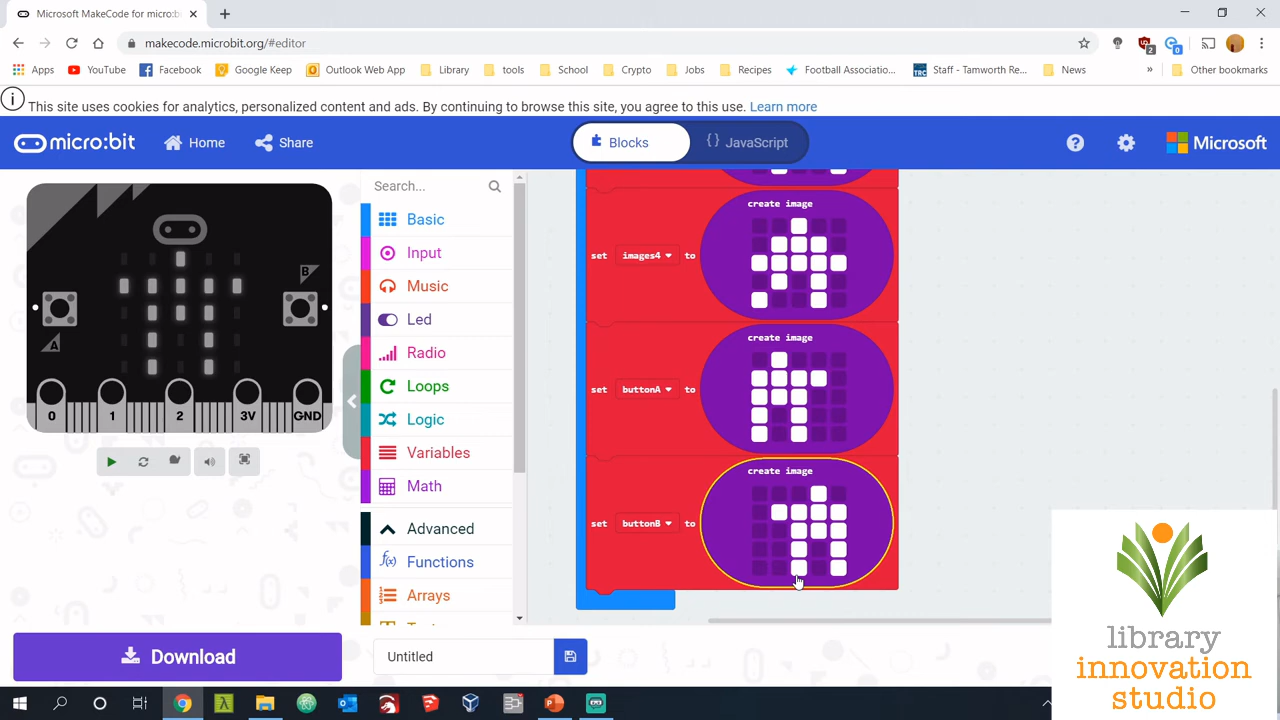 Microsoft MakeCode for micro:bi
makecode.microbit.org/#editor
2
0
Apps YouTube Facebook Google Keep Outlook Web App Library tools School Crypto Jobs Recipes Football Associatio... Staff - Tamworth Re... News » Other bookmarks
This site uses cookies for analytics, personalized content and ads. By continuing to browse this site, you agree to this use. Learn more
micro:bit Home Share Blocks {} JavaScript ? Microsoft
Search...
Basic
Input
Music
Led
Radio
Loops
Logic
Variables
Math
Advanced
Functions
Arrays
B
A
0 1 2 3V GND
create image
set images4 to
create image
set buttonA to
create image
set buttonB to
Download
Untitled
library
innovation
studio